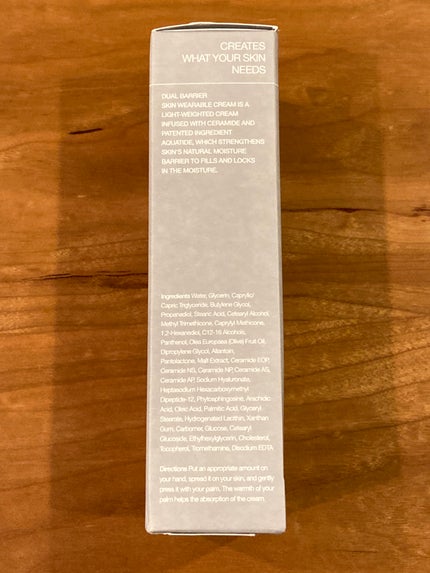 CREATES
WHAT YOUR SKIN
NEEDS
DUAL BARRIER
SKIN WEARABLE CREAM IS A
LIGHT-WEIGHTED CREAM
INFUSED WITH CERAMIDE AND
PATENTED INGREDIENT
AQUATIDE, WHICH STRENGTHENS
SKIN'S NATURAL MOISTURE
BARRIER TO FILLS AND LOCKS
IN THE MOISTURE.
Ingredients Water, Glycerin, Caprylic/
Capric Triglyceride, Butylene Glycol,
Propanediol, Stearic Acid, Cetearyl Alcohol,
Methyl Trimethicone, Caprylyl Methicone,
1,2-Hexanediol, C12-16 Alcohols,
Panthenol, Olea Europaea (Olive) Fruit Oil,
Dipropylene Glycol, Allantoin,
Pantolactone, Malt Extract, Ceramide EOP,
Ceramide NS, Ceramide NP, Ceramide AS,
Ceramide AP, Sodium Hyaluronate,
Heptasodium Hexacarboxymethyl
Dipeptide-12, Phytosphingosine, Arachidic
Acid, Oleic Acid, Palmitic Acid, Glyceryl
Stearate, Hydrogenated Lecithin, Xanthan
Gum, Carbomer, Glucose, Cetearyl
Glucoside, Ethylhexylglycerin, Cholesterol,
Tocopherol, Tromethamine, Disodium EDTA
Directions Put an appropriate amount on
your hand, spread it on your skin, and gently
press it with your palm. The warmth of your
palm helps the absorption of the cream.